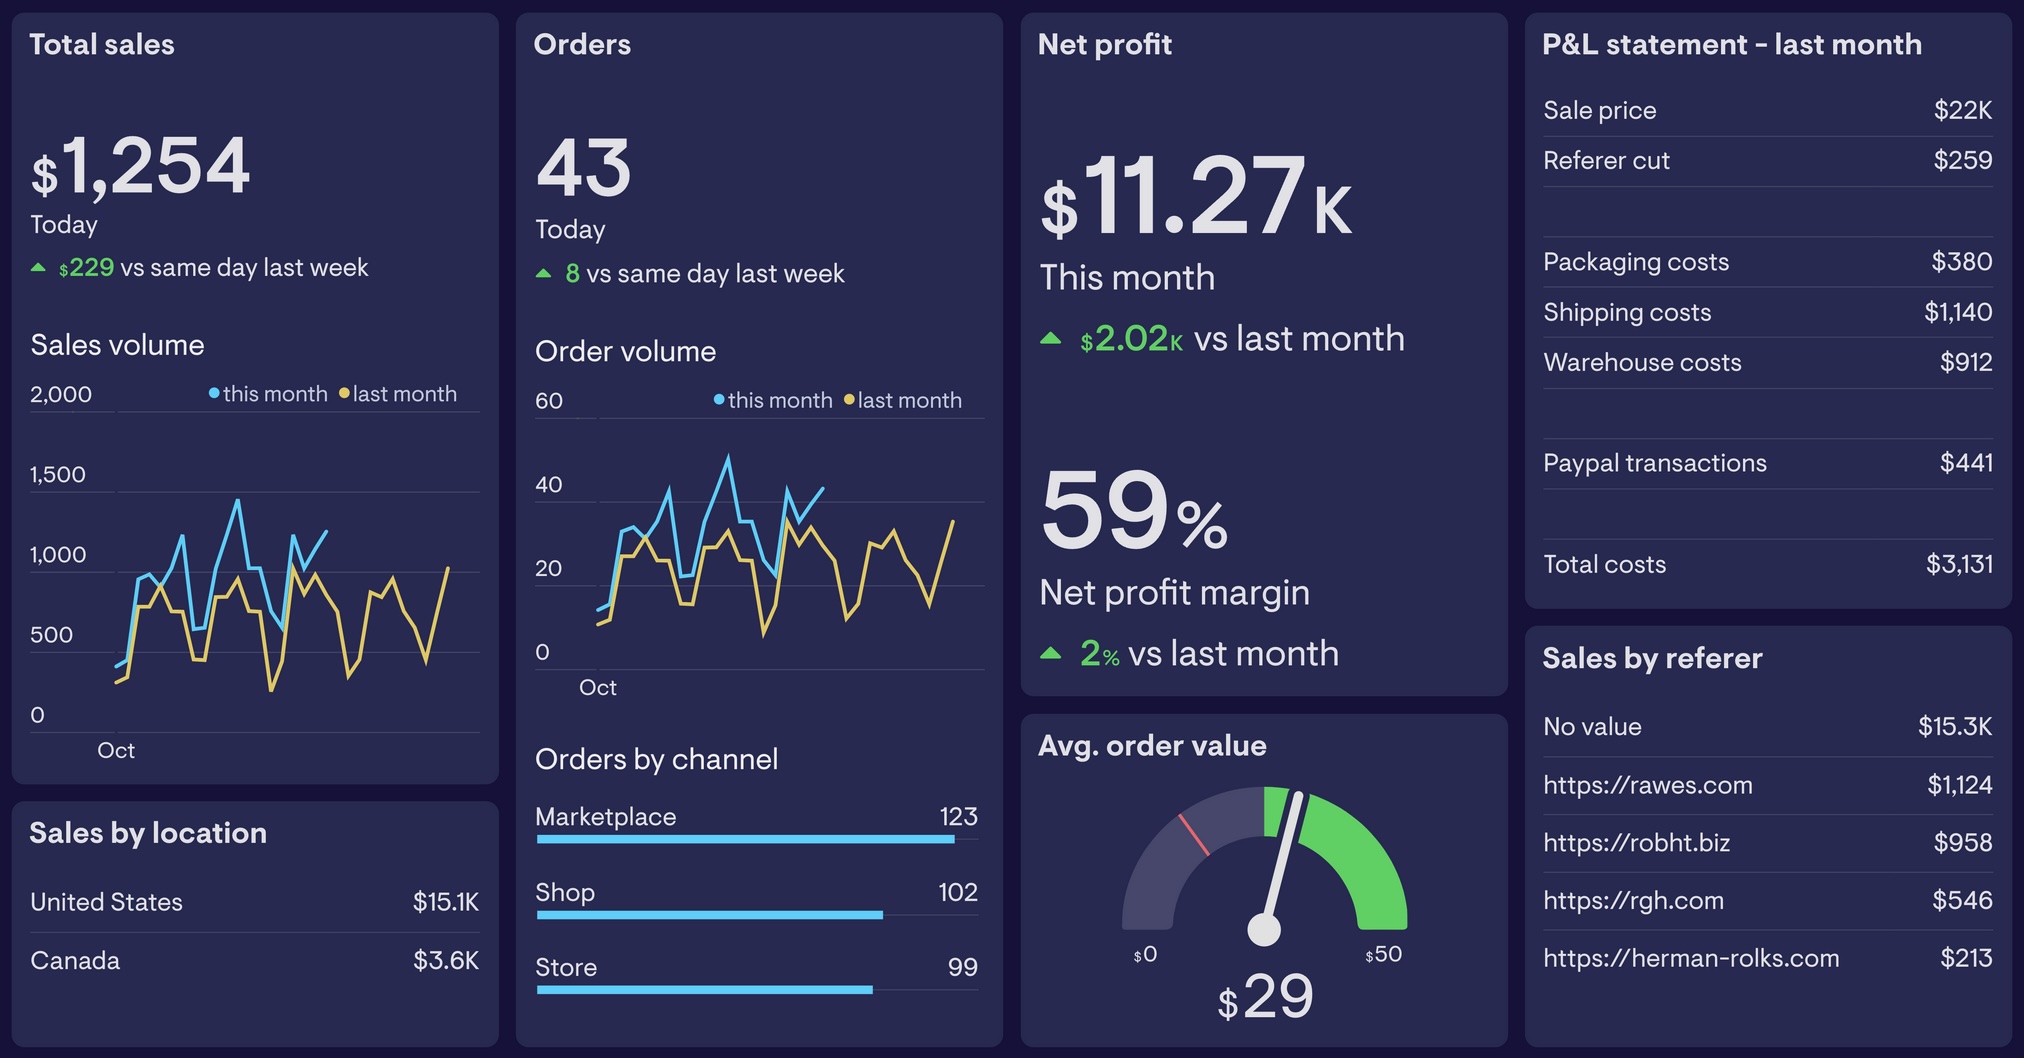 Total sales
$1,254
Today
$229 vs same day last week
Sales volume
2,000
this month last month
1,500
1,000
500
0
Oct
Sales by location
United States $15.1K
Canada $3.6K
Orders
43
Today
8 vs same day last week
Order volume
60
this month last month
40
20
0
Oct
Orders by channel
Marketplace 123
Shop 102
Store 99
Net profit
$11.27K
This month
$2.02K vs last month
59%
Net profit margin
2% vs last month
Avg. order value
$0 $50
$29
P&L statement - last month
Sale price $22K
Referer cut $259
Packaging costs $380
Shipping costs $1,140
Warehouse costs $912
Paypal transactions $441
Total costs $3,131
Sales by referer
No value $15.3K
https://rawes.com $1,124
https://robht.biz $958
https://rgh.com $546
https://herman-rolks.com $213